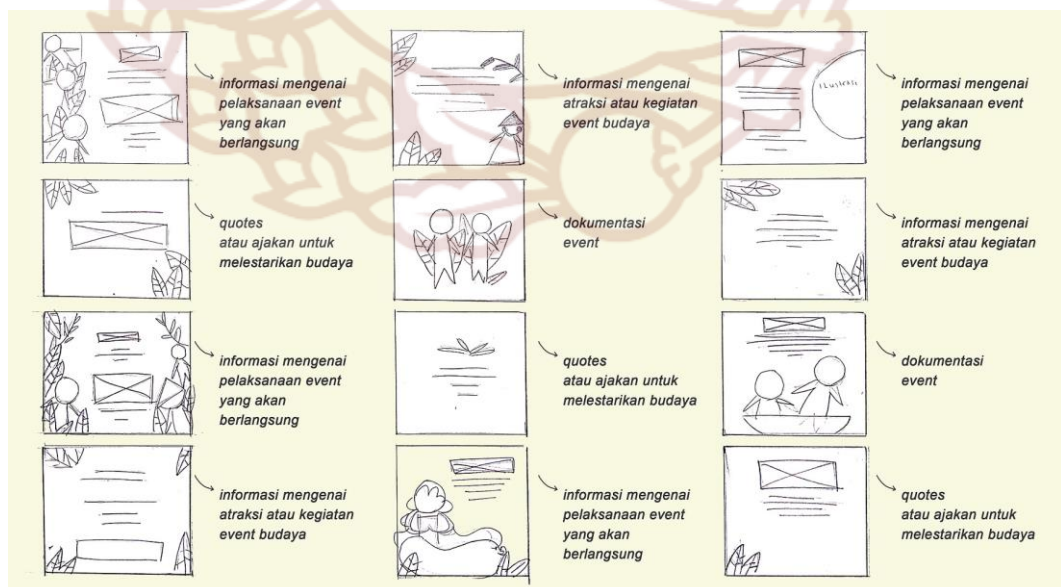 informasi mengenai
pelaksanaan event
yang akan
berlangsung
informasi mengenai
atraksi atau kegiatan
event budaya
ilustrasi
informasi mengenai
pelaksanaan event
yang akan
berlangsung
quotes
atau ajakan untuk
melestarikan budaya
dokumentasi
event
informasi mengenai
atraksi atau kegiatan
event budaya
informasi mengenai
pelaksanaan event
yang akan
berlangsung
quotes
atau ajakan untuk
melestarikan budaya
dokumentasi
event
informasi mengenai
atraksi atau kegiatan
event budaya
informasi mengenai
pelaksanaan event
yang akan
berlangsung
quotes
atau ajakan untuk
melestarikan budaya